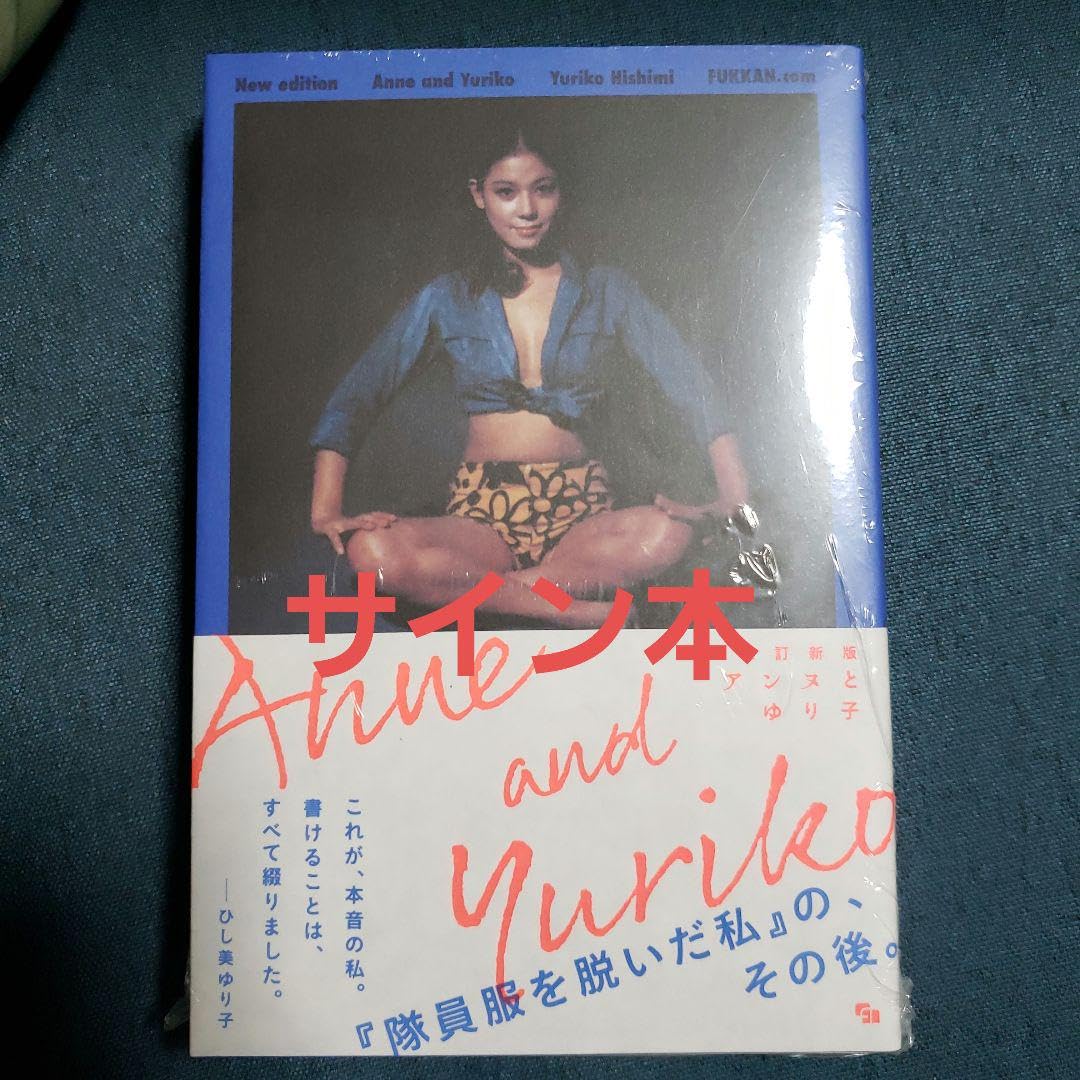 New edition Anne and Yuriko Yuriko Hishimi FUKKAN.com
サイン本
Anne
and
Yuriko
訂新版
アンヌと
ゆり子
これが、本音の私。
書けることは、
すべて綴りました。
──ひし美ゆり子
『隊員服を脱いだ私』の、
その後。